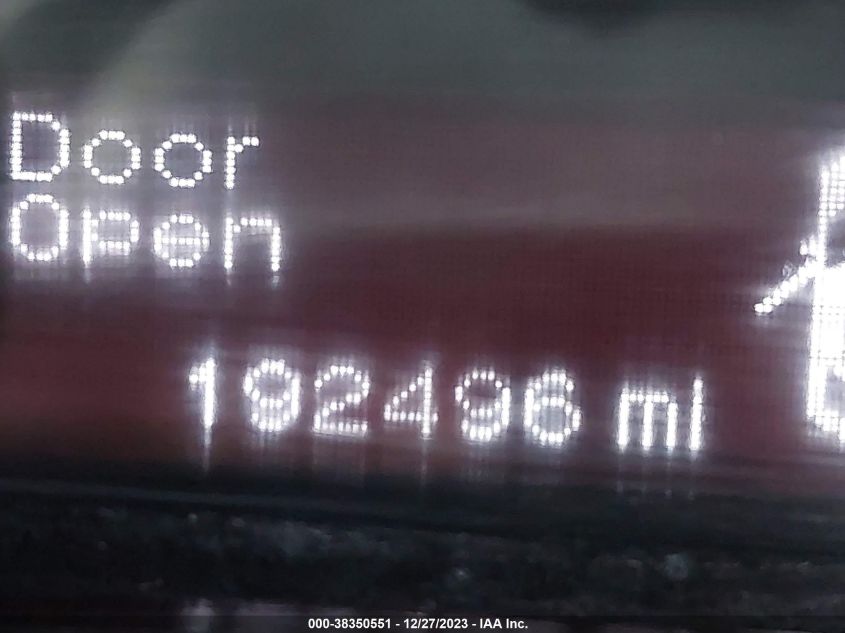 Door
Open
192496 mi
000-38350551 - 12/27/2023 - IAA Inc.